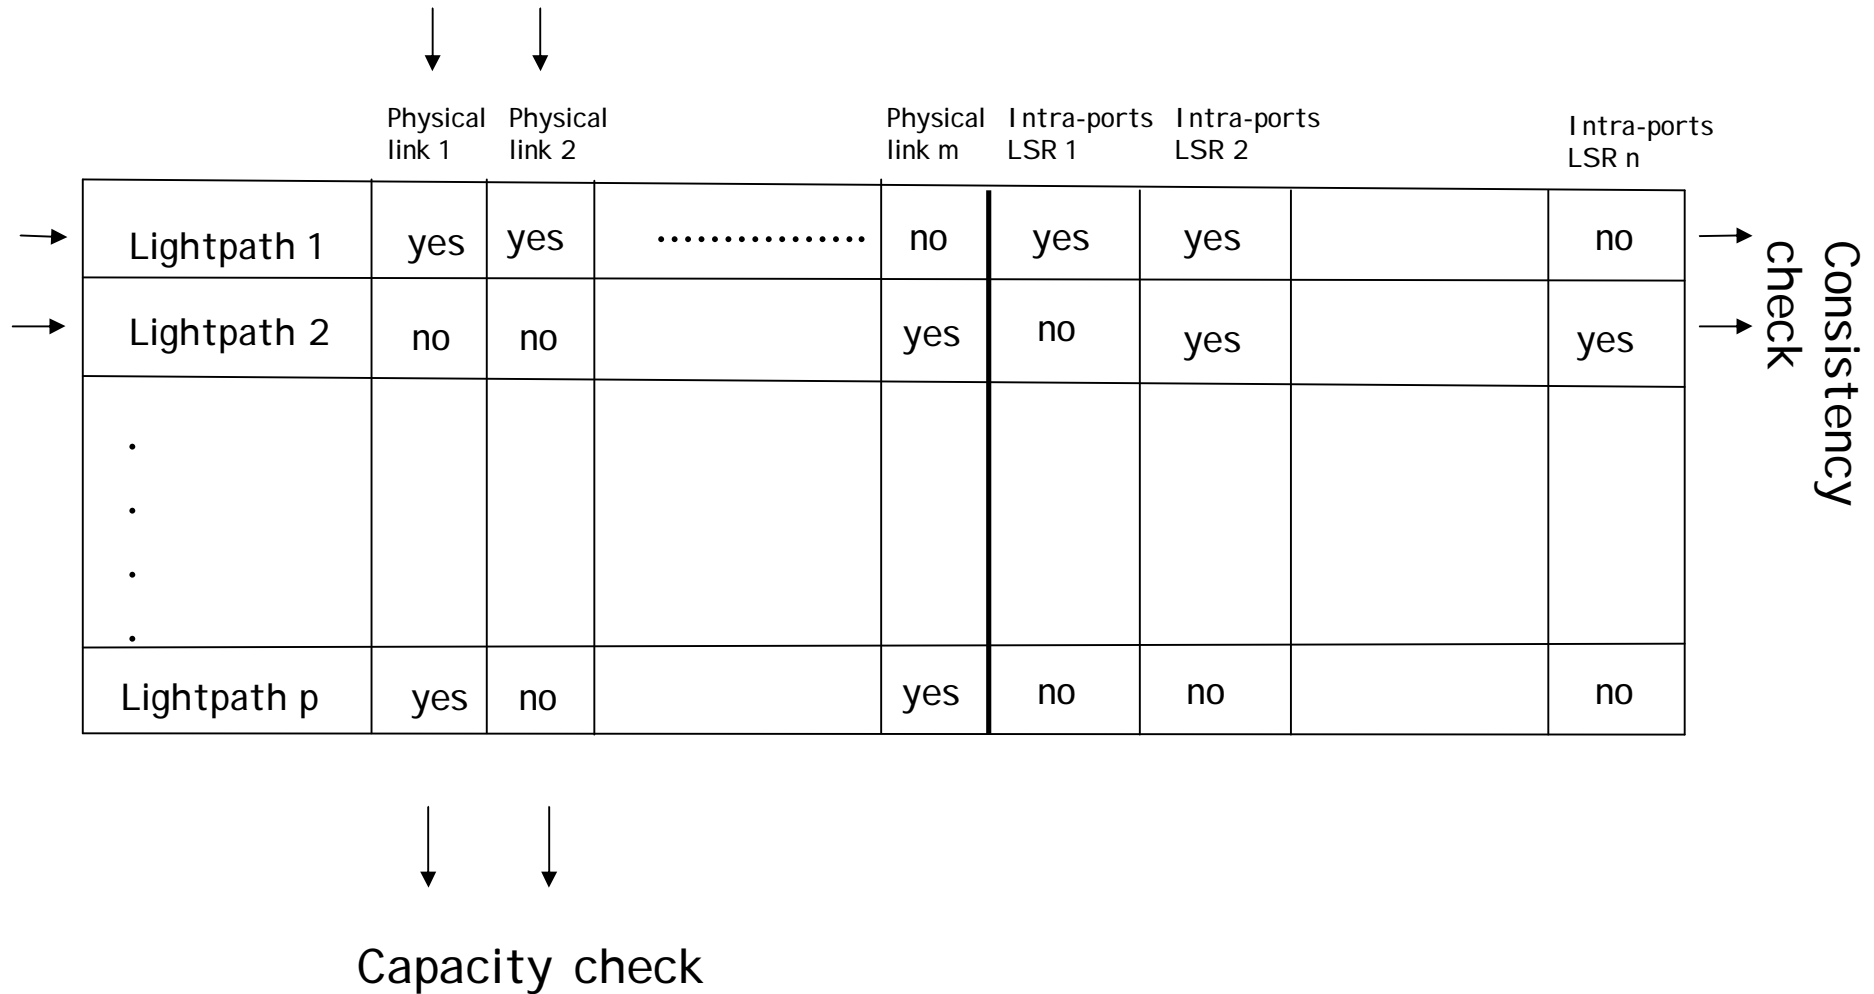 Physical Physical Physical Intra-ports Intra-ports Intra-ports
link 1 link 2 link m LSR 1 LSR 2 LSR n
Lightpath 1 yes yes ................ no yes yes no
Lightpath 2 no no yes no yes yes
.
.
.
.
Lightpath p yes no yes no no no
Consistency
check
Capacity check